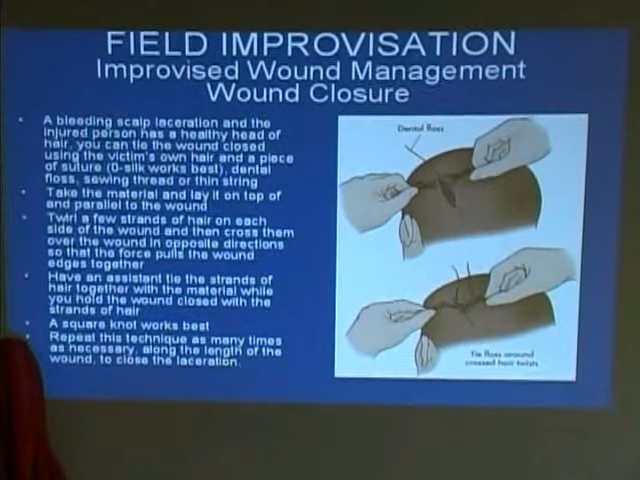 FIELD IMPROVISATION
Improvised Wound Management
Wound Closure
A bleeding scalp laceration and the
injured person has a healthy head of
hair, you can tie the wound closed
using the victim's own hair and a piece
of suture (0-silk works best), dental
floss, sewing thread or thin string
Take the material and lay it on top of
and parallel to the wound
Twirl a few strands of hair on each
side of the wound and then cross them
over the wound in opposite directions
so that the force pulls the wound
edges together
Have an assistant tie the strands of
hair together with the material while
you hold the wound closed with the
strands of hair
A square knot works best
Repeat this technique as many times
as necessary, along the length of the
wound, to close the laceration.
Dental floss
Tie floss around
crossed hair twists